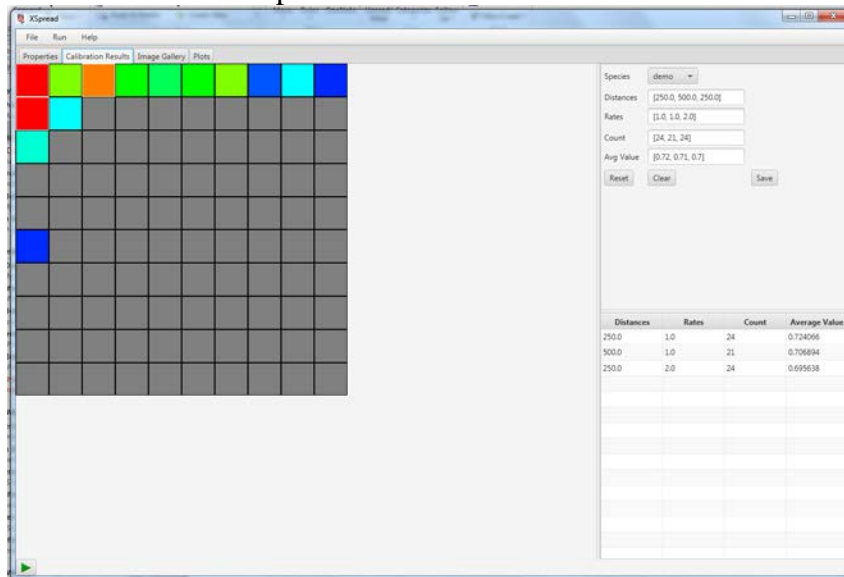 XSpread
File Run Help
Properties Calibration Results Image Gallery Plots
Species demo
Distances [250.0, 500.0, 250.0]
Rates [1.0, 1.0, 2.0]
Count [24, 21, 24]
Avg Value [0.72, 0.71, 0.7]
Reset Clear Save
Distances Rates Count Average Value
250.0 1.0 24 0.724066
500.0 1.0 21 0.706894
250.0 2.0 24 0.695638